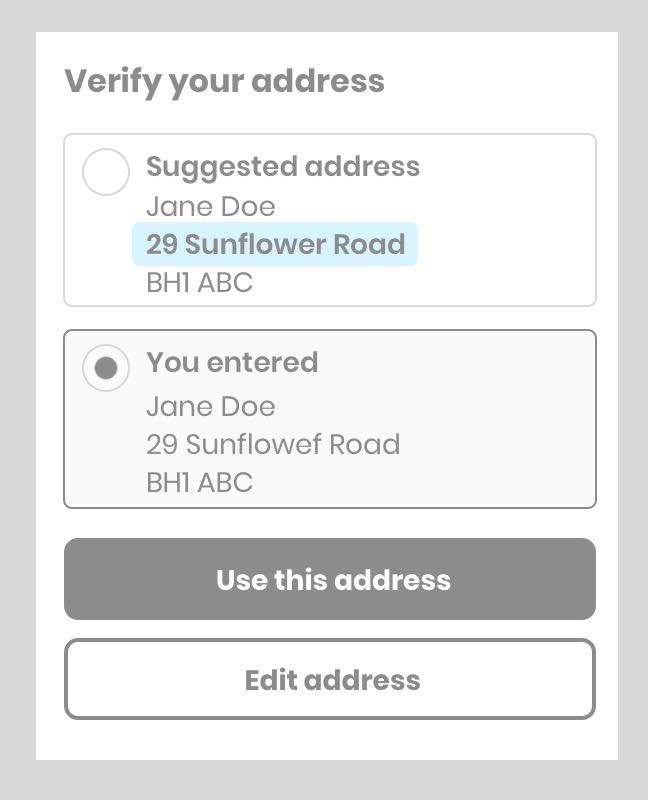 Verify your address
Suggested address
Jane Doe
29 Sunflower Road
BH1 ABC
You entered
Jane Doe
29 Sunflowef Road
BH1 ABC
Use this address
Edit address